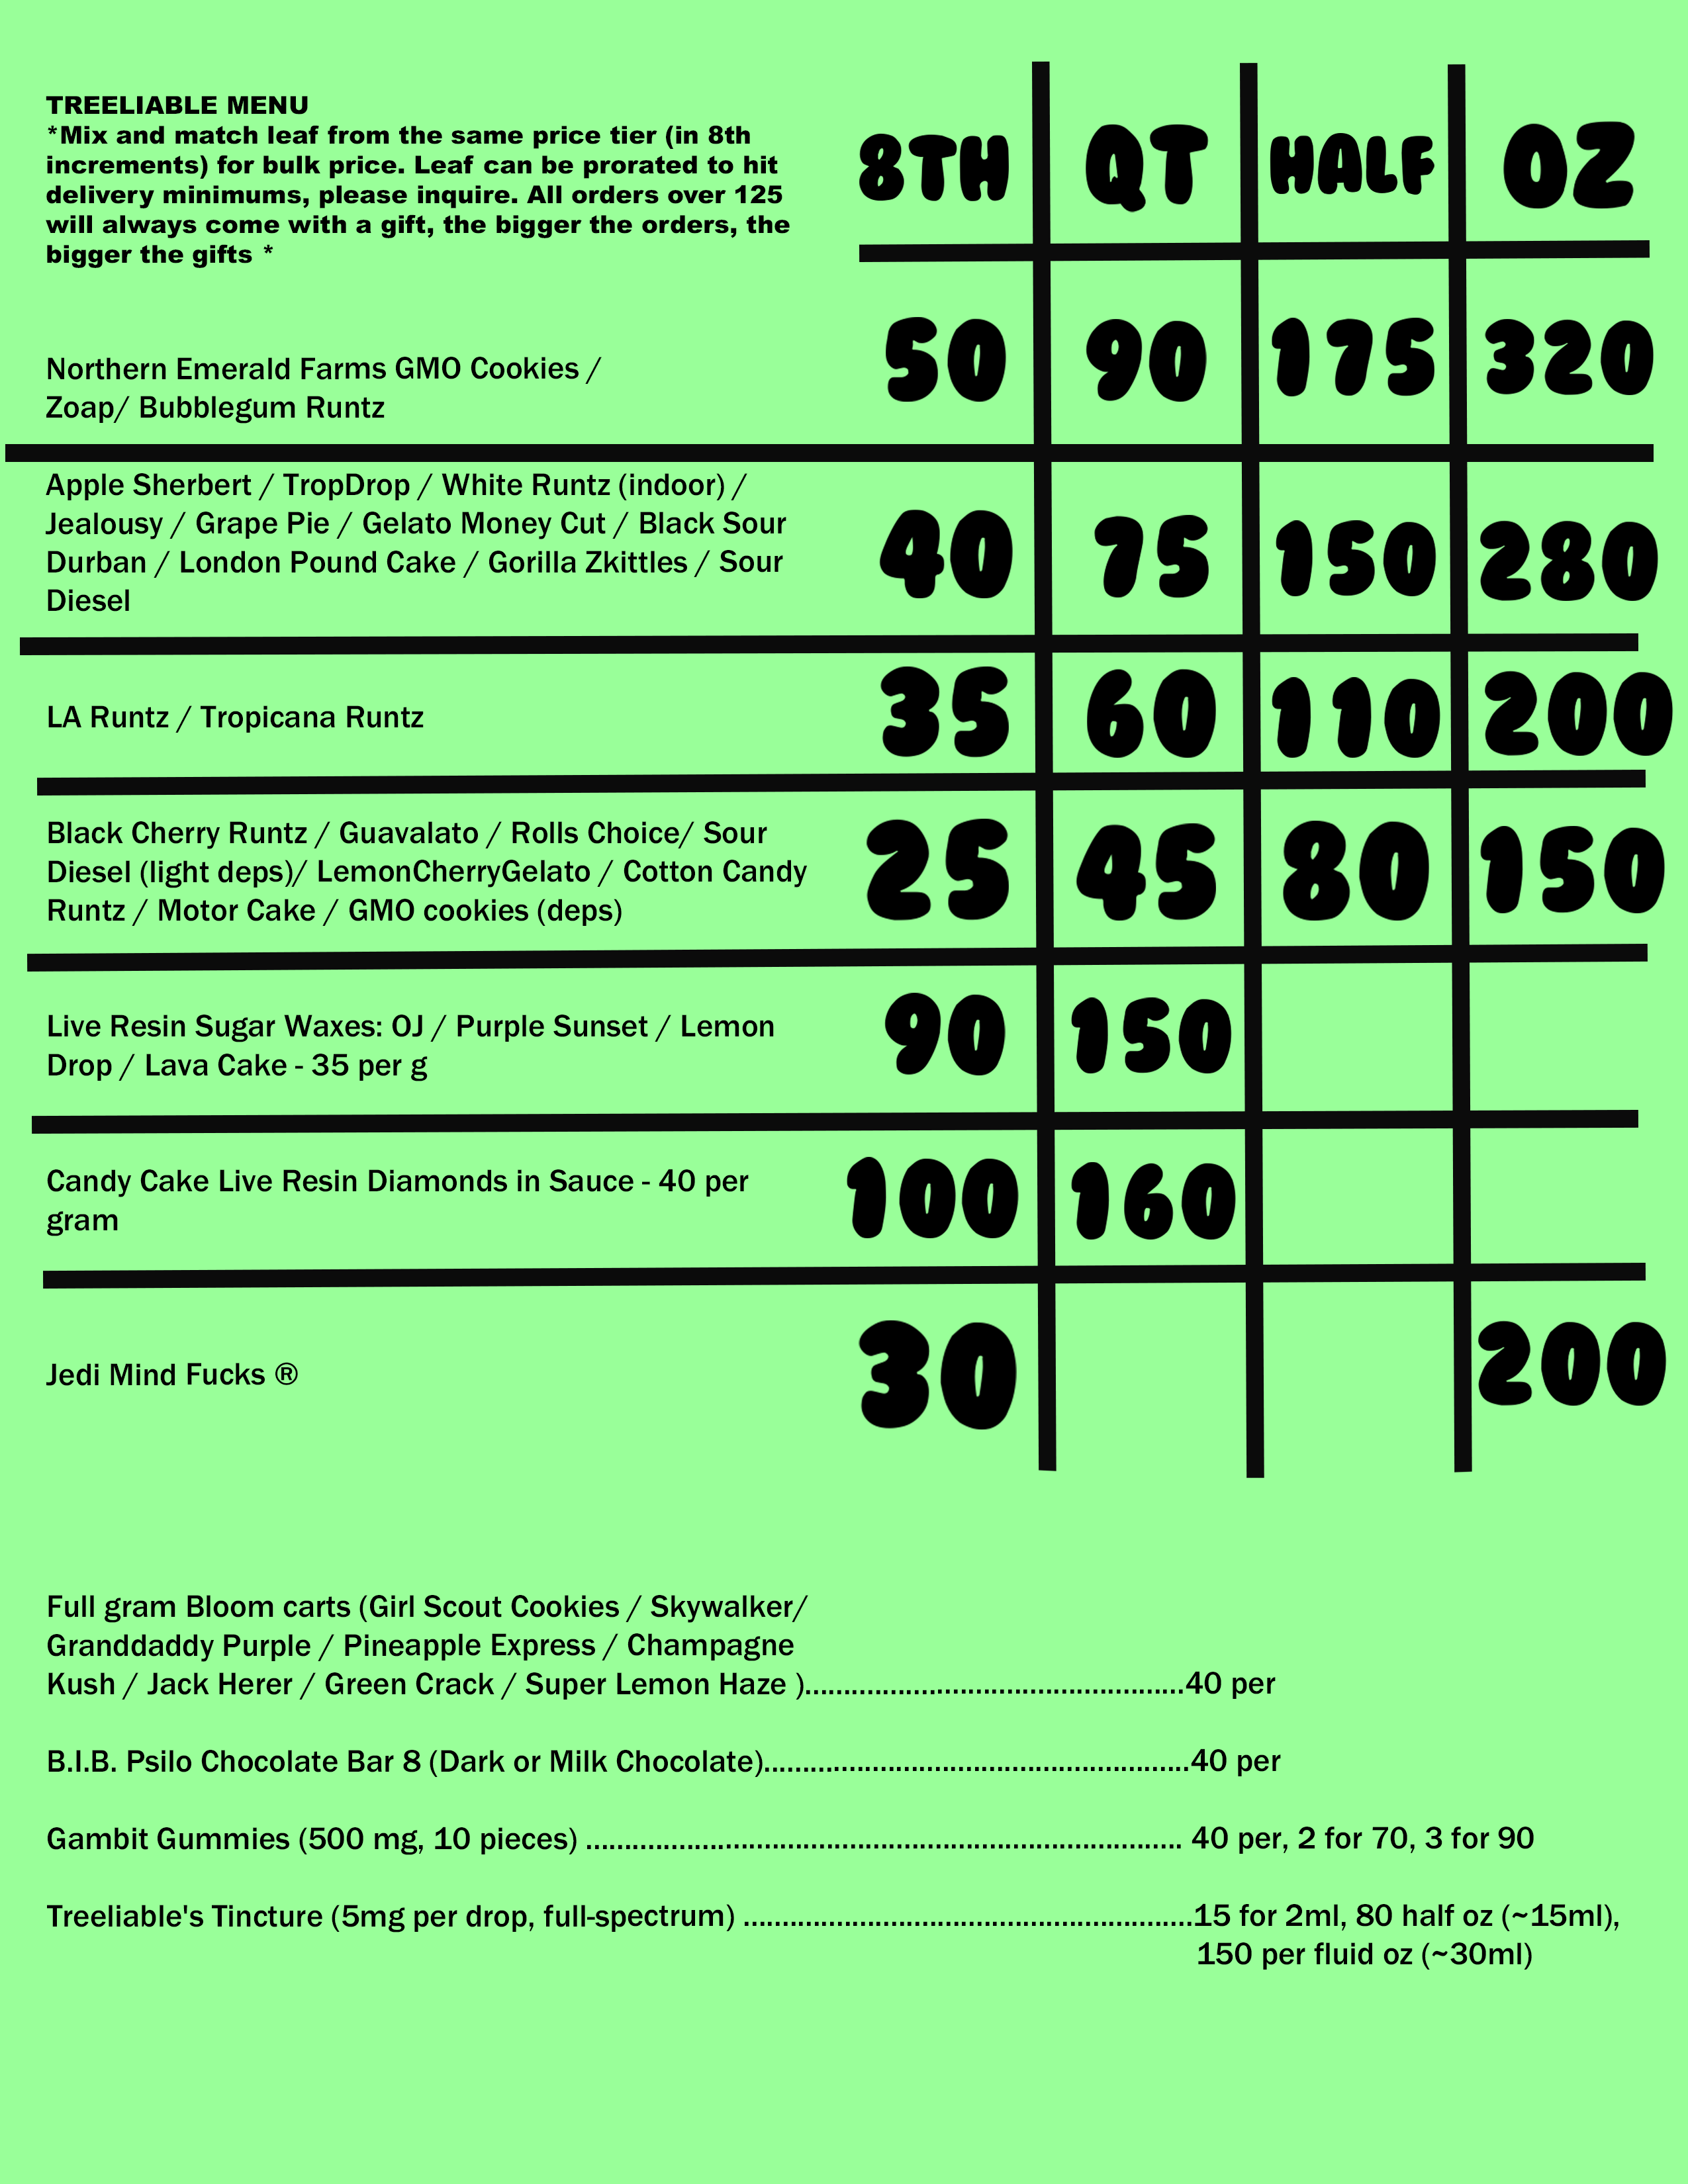 TREELIABLE MENU
*Mix and match leaf from the same price tier (in 8th
increments) for bulk price. Leaf can be prorated to hit
delivery minimums, please inquire. All orders over 125
will always come with a gift, the bigger the orders, the
bigger the gifts *
8TH QT HALF OZ
Northern Emerald Farms GMO Cookies /
Zoap/ Bubblegum Runtz
50 90 175 320
Apple Sherbert / TropDrop / White Runtz (indoor) /
Jealousy / Grape Pie / Gelato Money Cut / Black Sour
Durban / London Pound Cake / Gorilla Zkittles / Sour
Diesel
40 75 150 280
LA Runtz / Tropicana Runtz
35 60 110 200
Black Cherry Runtz / Guavalato / Rolls Choice/ Sour
Diesel (light deps)/ LemonCherryGelato / Cotton Candy
Runtz / Motor Cake / GMO cookies (deps)
25 45 80 150
Live Resin Sugar Waxes: OJ / Purple Sunset / Lemon
Drop / Lava Cake - 35 per g
90 150
Candy Cake Live Resin Diamonds in Sauce - 40 per
gram
100 160
Jedi Mind Fucks ®
30 200
Full gram Bloom carts (Girl Scout Cookies / Skywalker/
Granddaddy Purple / Pineapple Express / Champagne
Kush / Jack Herer / Green Crack / Super Lemon Haze ).................................................40 per
B.I.B. Psilo Chocolate Bar 8 (Dark or Milk Chocolate).......................................................40 per
Gambit Gummies (500 mg, 10 pieces) ............................................................................. 40 per, 2 for 70, 3 for 90
Treeliable's Tincture (5mg per drop, full-spectrum) ..........................................................15 for 2ml, 80 half oz (~15ml),
150 per fluid oz (~30ml)